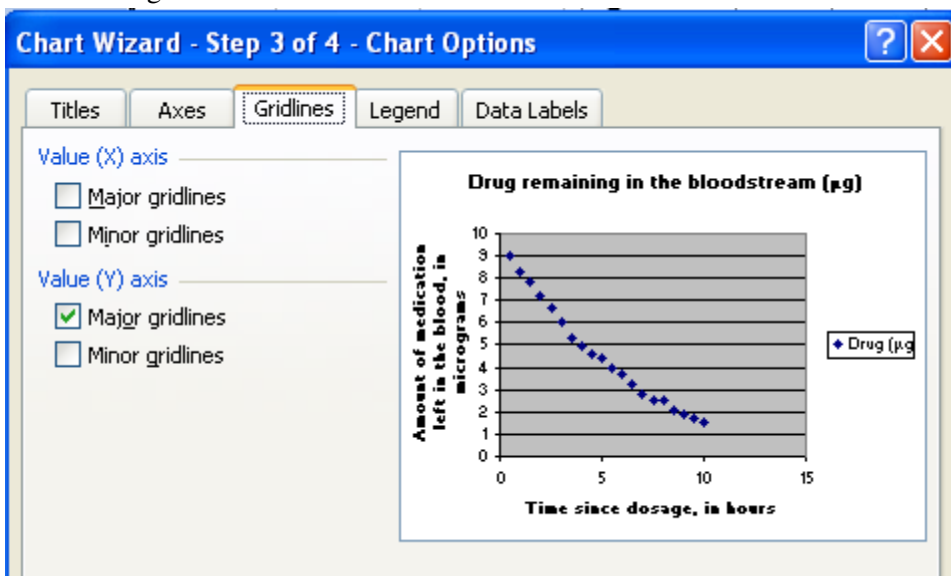 Chart Wizard - Step 3 of 4 - Chart Options
Titles
Axes
Gridlines
Legend
Data Labels
Value (X) axis
Major gridlines
Minor gridlines
Value (Y) axis
Major gridlines
Minor gridlines
Drug remaining in the bloodstream (µg)
Amount of medication
left in the blood, in
micrograms
10
9
8
7
6
5
4
3
2
1
0
0
5
10
15
Time since dosage, in hours
Drug (µg